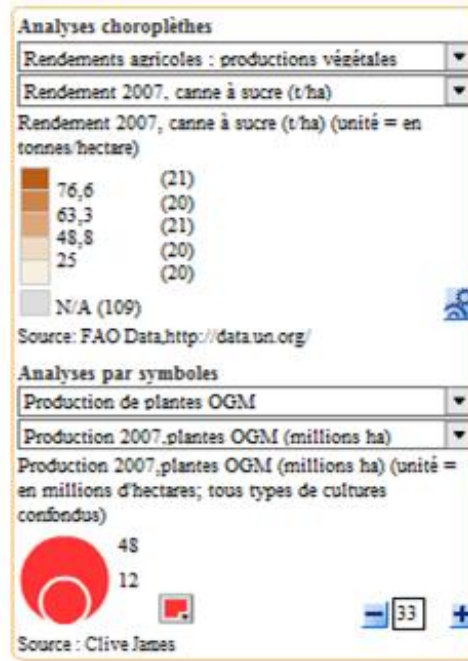 Analyses choroplèthes
Rendements agricoles : productions végétales
Rendement 2007, canne à sucre (t/ha)
Rendement 2007, canne à sucre (t/ha) (unité = en
tonnes/hectare)
(21)
76,6
(20)
63,3
(21)
48,8
(20)
25
(20)
N/A (109)
Source: FAO Data,http://data.un.org/
Analyses par symboles
Production de plantes OGM
Production 2007,plantes OGM (millions ha)
Production 2007,plantes OGM (millions ha) (unité =
en millions d'hectares; tous types de cultures
confondus)
48
12
33
Source : Clive James